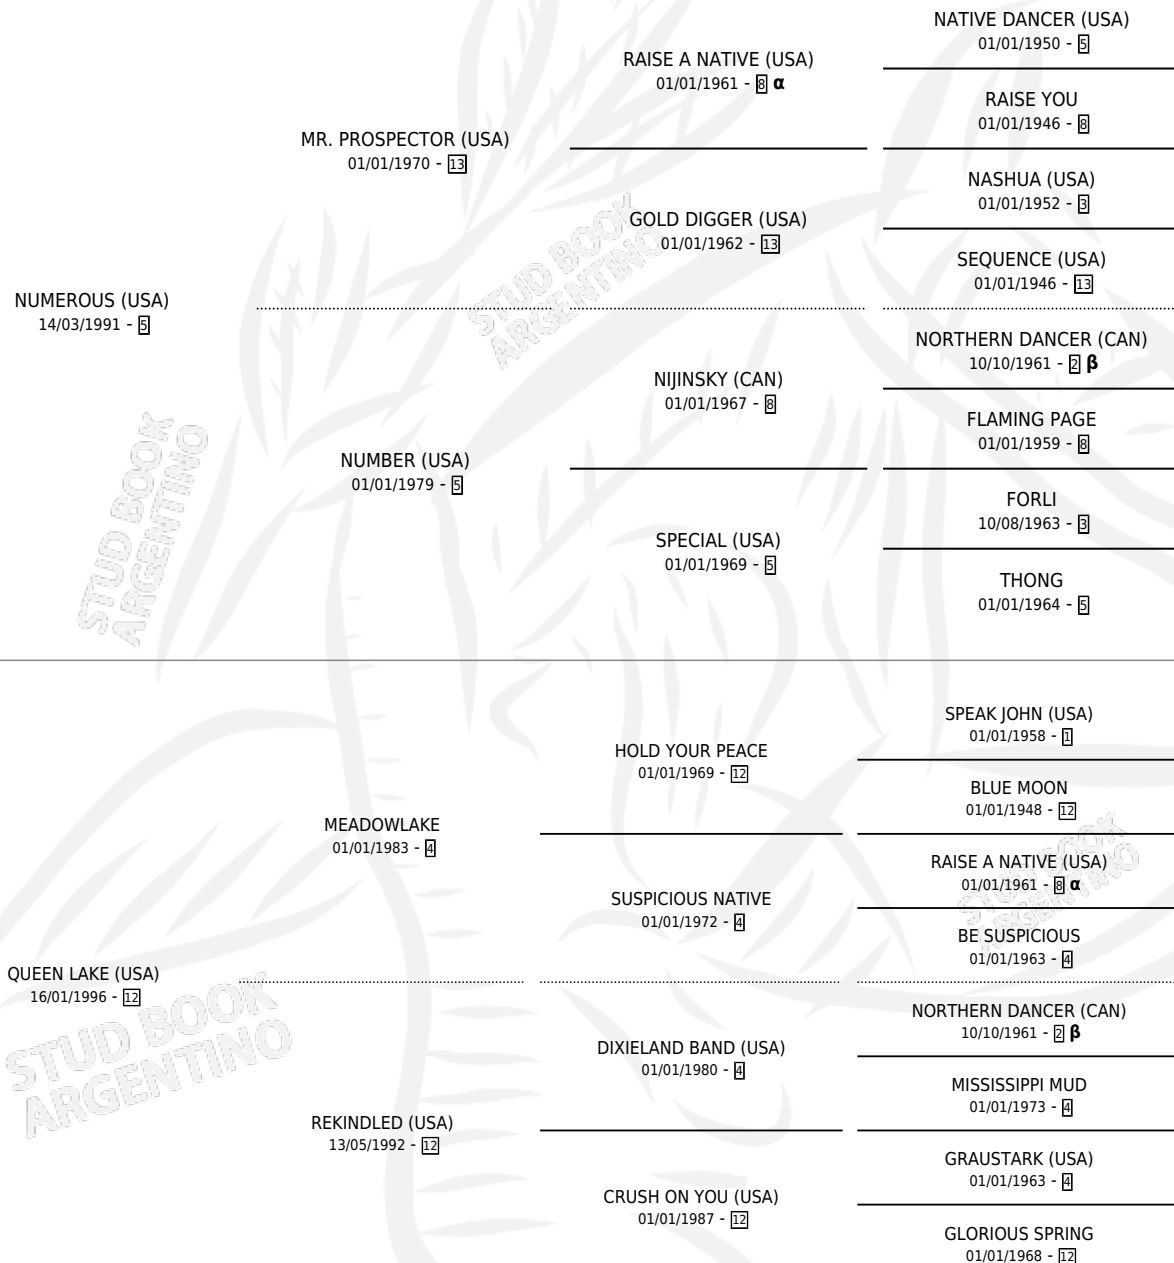 NATIVE DANCER (USA)
01/01/1950 - 5
RAISE A NATIVE (USA)
01/01/1961 - 8 α
RAISE YOU
01/01/1946 - 8
MR. PROSPECTOR (USA)
01/01/1970 - 13
NASHUA (USA)
01/01/1952 - 3
GOLD DIGGER (USA)
01/01/1962 - 13
SEQUENCE (USA)
01/01/1946 - 13
STUD BOOK
ARGENTINO
NUMEROUS (USA)
14/03/1991 - 5
NORTHERN DANCER (CAN)
10/10/1961 - 2 β
NIJINSKY (CAN)
01/01/1967 - 8
FLAMING PAGE
01/01/1959 - 8
NUMBER (USA)
01/01/1979 - 5
FORLI
10/08/1963 - 3
SPECIAL (USA)
01/01/1969 - 5
THONG
01/01/1964 - 5
STUD BOOK
ARGENTINO
SPEAK JOHN (USA)
01/01/1958 - 1
HOLD YOUR PEACE
01/01/1969 - 12
BLUE MOON
01/01/1948 - 12
MEADOWLAKE
01/01/1983 - 4
RAISE A NATIVE (USA)
01/01/1961 - 8 α
SUSPICIOUS NATIVE
01/01/1972 - 4
BE SUSPICIOUS
01/01/1963 - 4
STUD BOOK
ARGENTINO
QUEEN LAKE (USA)
16/01/1996 - 12
NORTHERN DANCER (CAN)
10/10/1961 - 2 β
DIXIELAND BAND (USA)
01/01/1980 - 4
MISSISSIPPI MUD
01/01/1973 - 4
REKINDLED (USA)
13/05/1992 - 12
GRAUSTARK (USA)
01/01/1963 - 4
CRUSH ON YOU (USA)
01/01/1987 - 12
GLORIOUS SPRING
01/01/1968 - 12
STUD BOOK
ARGENTINO